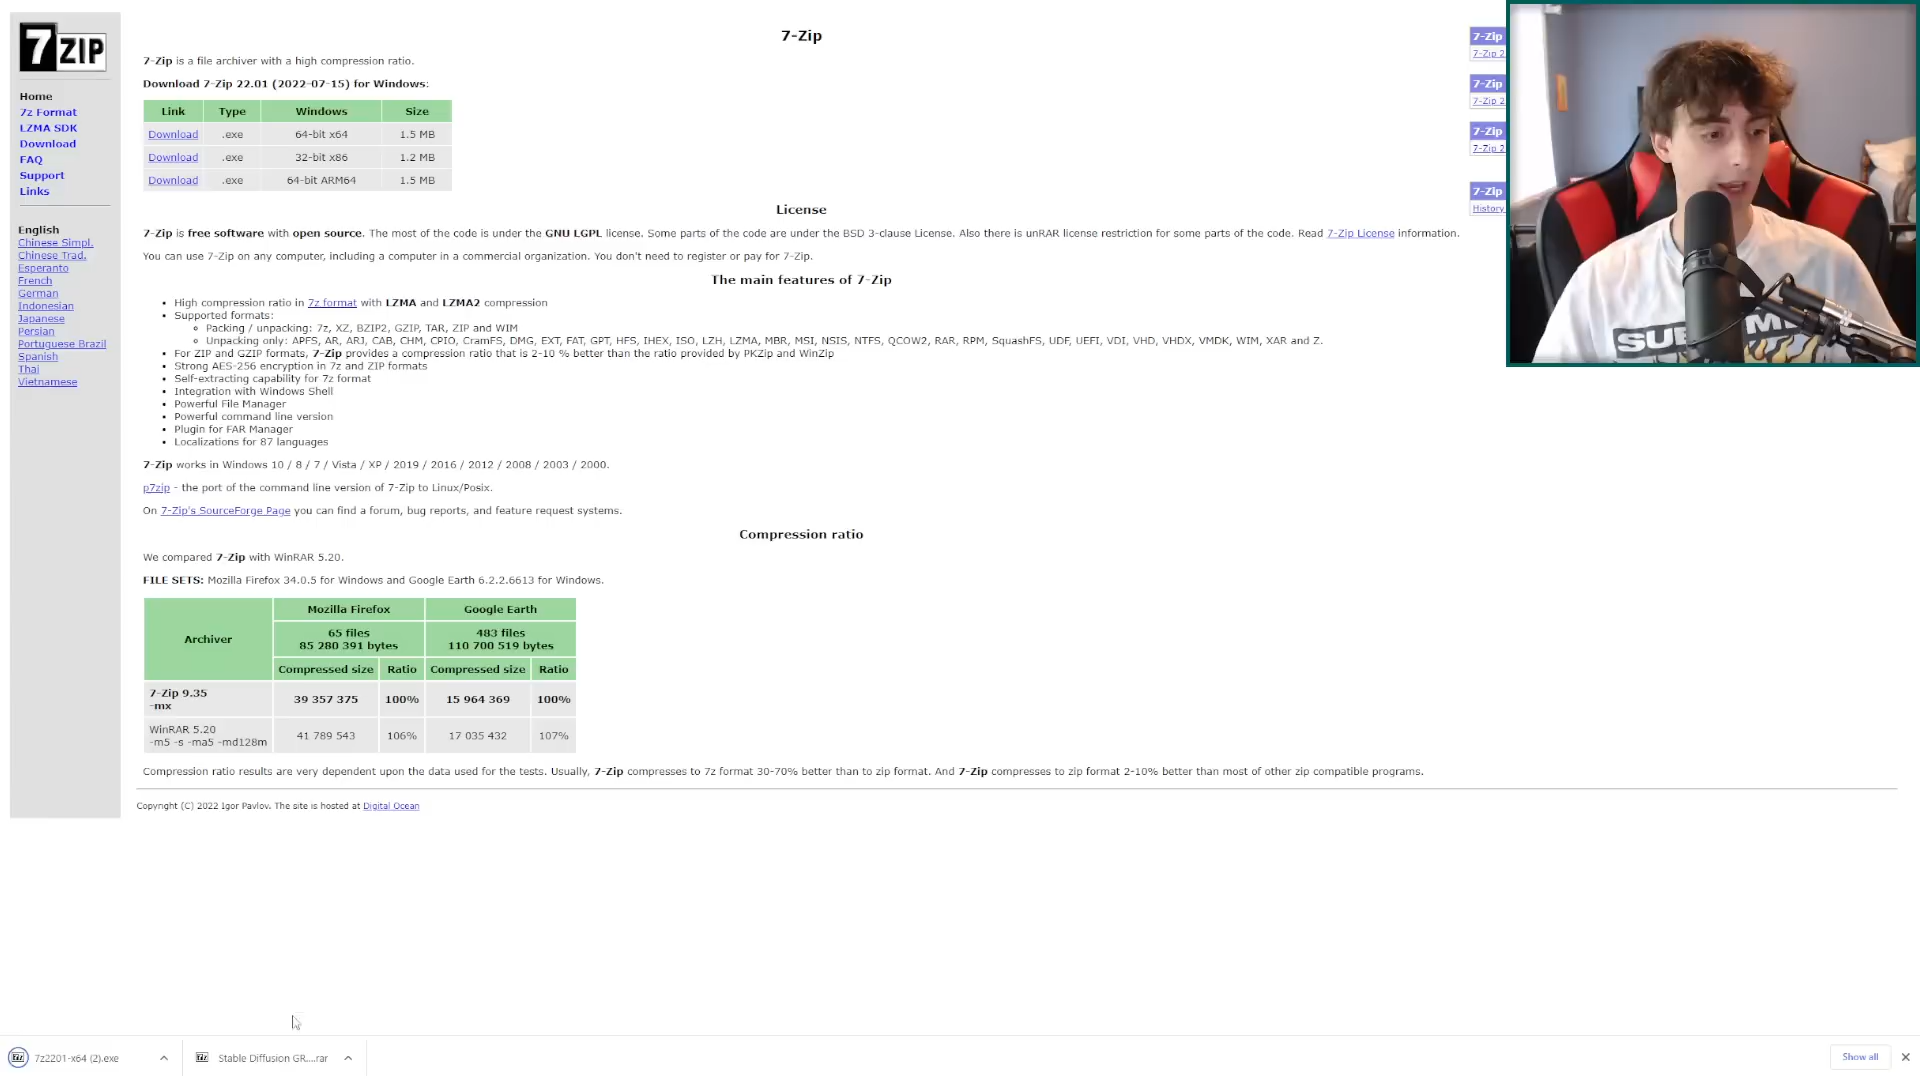 7ZIP
Home
7z Format
LZMA SDK
Download
FAQ
Support
Links
English
Chinese Simpl.
Chinese Trad.
Esperanto
French
German
Indonesian
Japanese
Persian
Portuguese Brazil
Spanish
Thai
Vietnamese
7-Zip
7-Zip is a file archiver with a high compression ratio.
Download 7-Zip 22.01 (2022-07-15) for Windows:
Link Type Windows Size
Download .exe 64-bit x64 1.5 MB
Download .exe 32-bit x86 1.2 MB
Download .exe 64-bit ARM64 1.5 MB
License
7-Zip is free software with open source. The most of the code is under the GNU LGPL license. Some parts of the code are under the BSD 3-clause License. Also there is unRAR license restriction for some parts of the code. Read 7-Zip License information.
You can use 7-Zip on any computer, including a computer in a commercial organization. You don't need to register or pay for 7-Zip.
The main features of 7-Zip
High compression ratio in 7z format with LZMA and LZMA2 compression
Supported formats:
Packing / unpacking: 7z, XZ, BZIP2, GZIP, TAR, ZIP and WIM
Unpacking only: APFS, AR, ARJ, CAB, CHM, CPIO, CramFS, DMG, EXT, FAT, GPT, HFS, IHEX, ISO, LZH, LZMA, MBR, MSI, NSIS, NTFS, QCOW2, RAR, RPM, SquashFS, UDF, UEFI, VDI, VHD, VHDX, VMDK, WIM, XAR and Z.
For ZIP and GZIP formats, 7-Zip provides a compression ratio that is 2-10 % better than the ratio provided by PKZip and WinZip
Strong AES-256 encryption in 7z and ZIP formats
Self-extracting capability for 7z format
Integration with Windows Shell
Powerful File Manager
Powerful command line version
Plugin for FAR Manager
Localizations for 87 languages
7-Zip works in Windows 10 / 8 / 7 / Vista / XP / 2019 / 2016 / 2012 / 2008 / 2003 / 2000.
p7zip - the port of the command line version of 7-Zip to Linux/Posix.
On 7-Zip's SourceForge Page you can find a forum, bug reports, and feature request systems.
Compression ratio
We compared 7-Zip with WinRAR 5.20.
FILE SETS: Mozilla Firefox 34.0.5 for Windows and Google Earth 6.2.2.6613 for Windows.
Archiver Mozilla Firefox Google Earth
65 files 483 files
85 280 391 bytes 110 700 519 bytes
Compressed size Ratio Compressed size Ratio
7-Zip 9.35
-mx 39 357 375 100% 15 964 369 100%
WinRAR 5.20
-m5 -s -ma5 -md128m 41 789 543 106% 17 035 432 107%
Compression ratio results are very dependent upon the data used for the tests. Usually, 7-Zip compresses to 7z format 30-70% better than to zip format. And 7-Zip compresses to zip format 2-10% better than most of other zip compatible programs.
Copyright (C) 2022 Igor Pavlov. The site is hosted at Digital Ocean
7-Zip
7-Zip 2
7-Zip
7-Zip 2
7-Zip
7-Zip 2
7-Zip
History
7z2201-x64 (2).exe
Stable Diffusion GR....rar
Show all